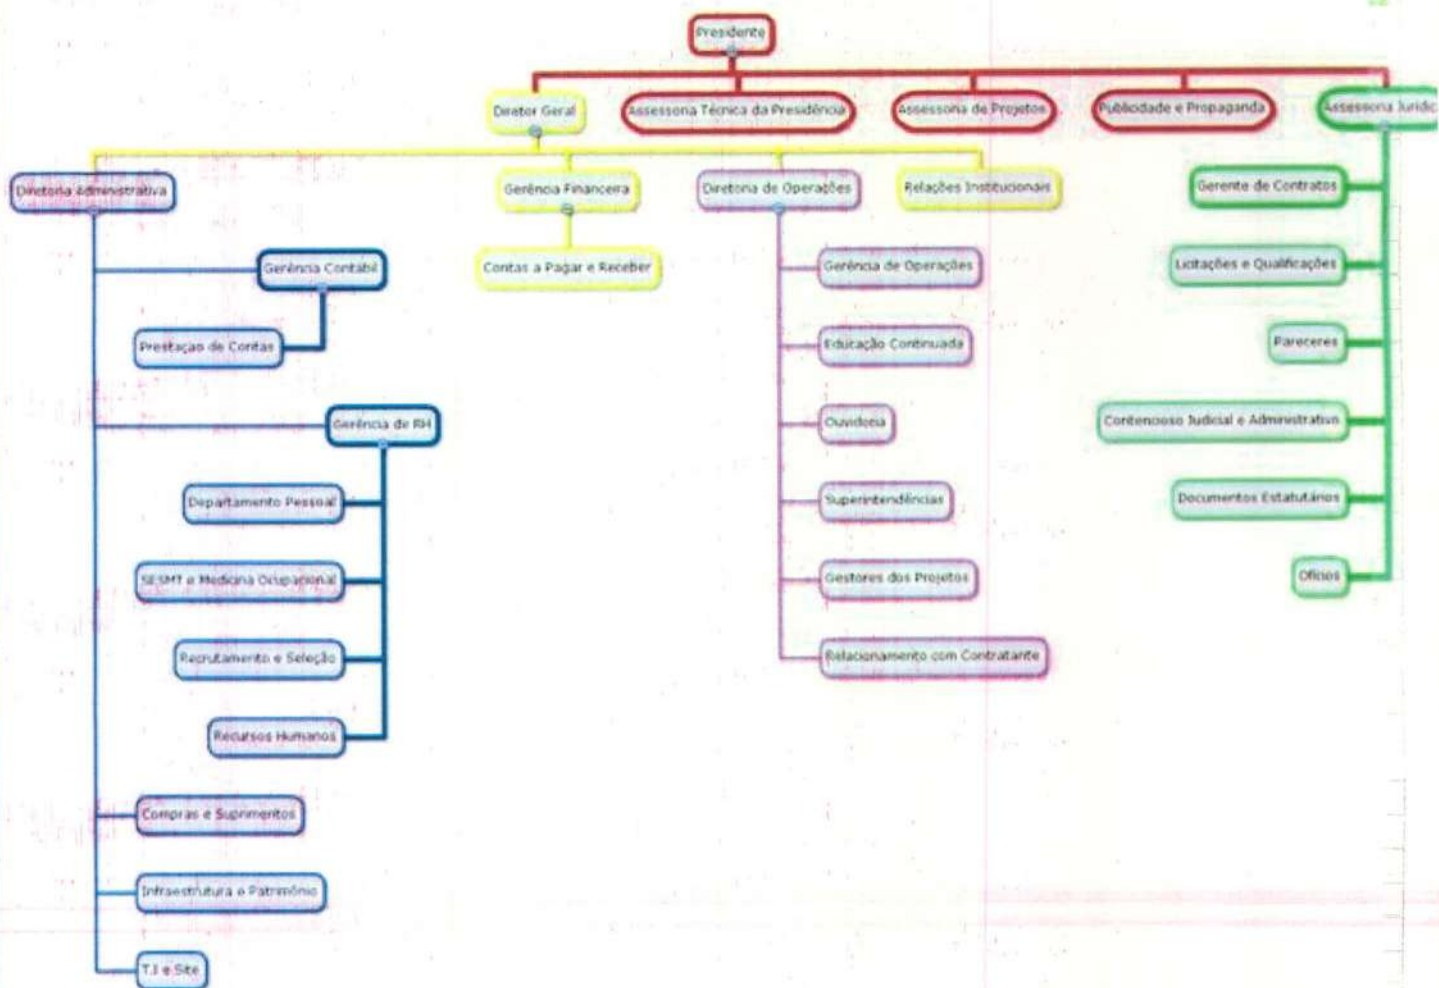 Presidente
Diretor Geral
Assessoria Técnica da Presidência
Assessoria de Projetos
Publicidade e Propaganda
Assessoria Jurídic
Diretoria Administrativa
Gerência Financeira
Diretoria de Operações
Relações Institucionais
Gerente de Contratos
Gerência Contábil
Contas a Pagar e Receber
Gerência de Operações
Licitações e Qualificações
Prestação de Contas
Educação Continuada
Pareceres
Gerência de RH
Ouvidoria
Contencioso Judicial e Administrativo
Departamento Pessoal
Superintendências
Documentos Estatutários
SESMT e Medicina Ocupacional
Gestores dos Projetos
Ofícios
Recrutamento e Seleção
Relacionamento com Contratante
Recursos Humanos
Compras e Suprimentos
Infraestrutura e Patrimônio
T.I e Site